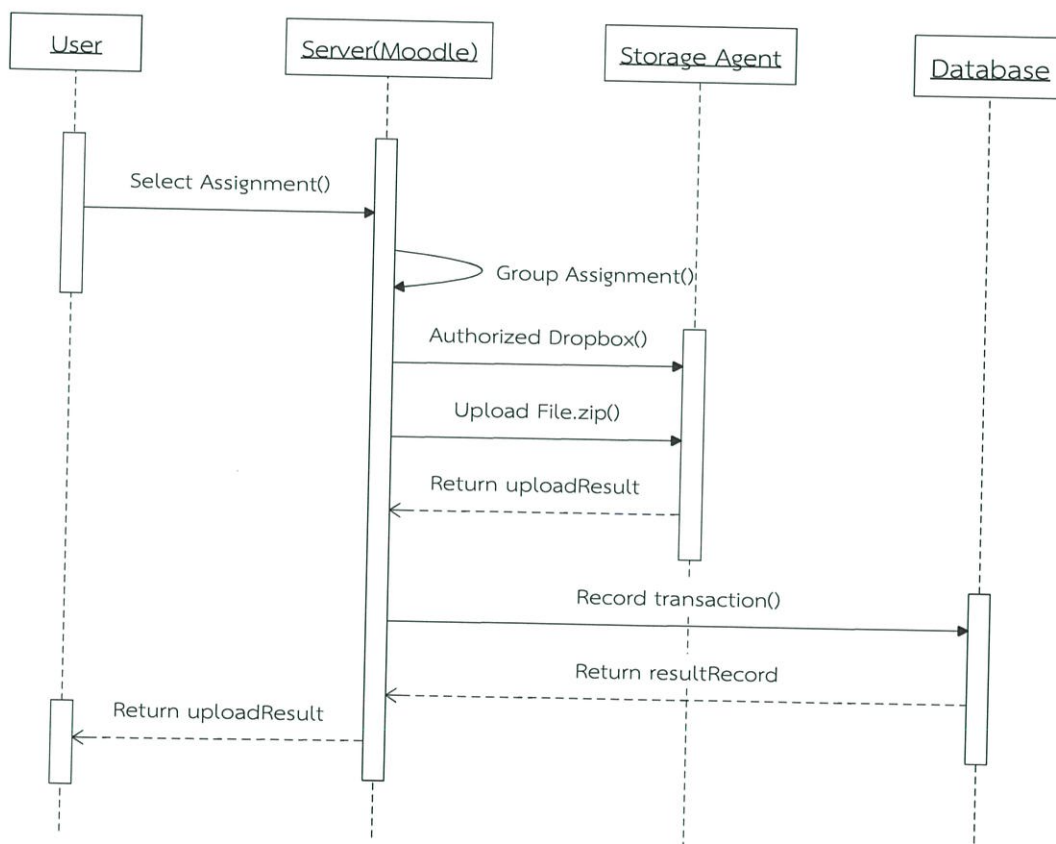 User
Server(Moodle)
Storage Agent
Database
Select Assignment()
Group Assignment()
Authorized Dropbox()
Upload File.zip()
Return uploadResult
Record transaction()
Return resultRecord
Return uploadResult